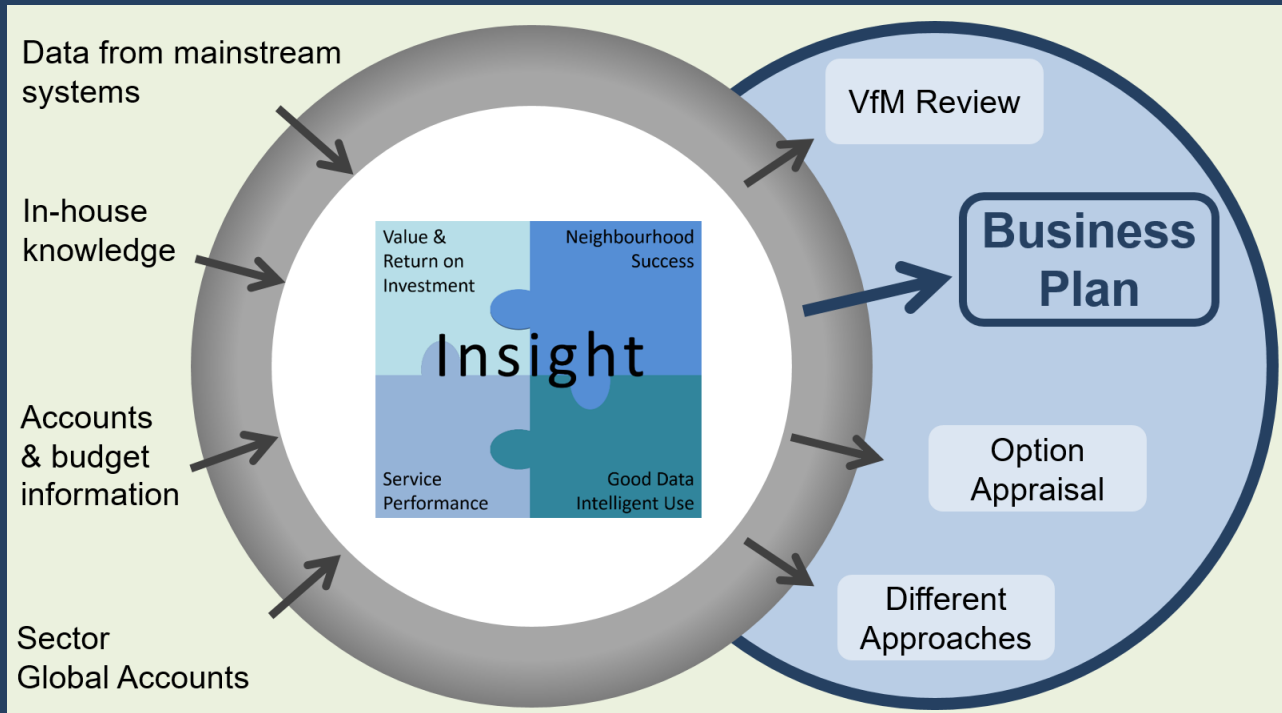 Data from mainstream
systems
In-house
knowledge
Accounts
& budget
information
Sector
Global Accounts
Value &
Return on
Investment
Neighbourhood
Success
Insight
Service
Performance
Good Data
Intelligent Use
VfM Review
Business
Plan
Option
Appraisal
Different
Approaches